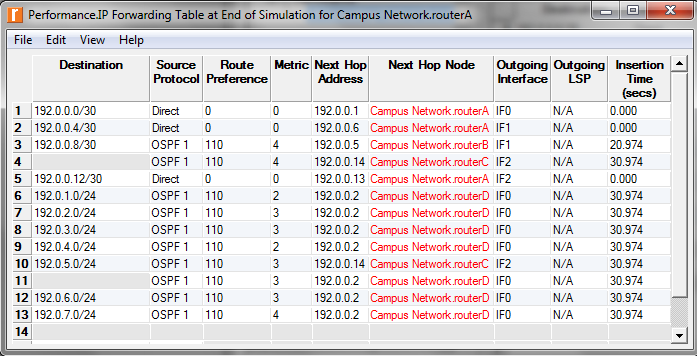 Performance.IP Forwarding Table at End of Simulation for Campus Network.routerA
File Edit View Help
Destination Source Protocol Route Preference Metric Next Hop Address Next Hop Node Outgoing Interface Outgoing LSP Insertion Time (secs)
1 192.0.0.0/30 Direct 0 0 192.0.0.1 Campus Network.routerA IF0 N/A 0.000
2 192.0.0.4/30 Direct 0 0 192.0.0.6 Campus Network.routerA IF1 N/A 0.000
3 192.0.0.8/30 OSPF 1 110 4 192.0.0.5 Campus Network.routerB IF1 N/A 20.974
4 OSPF 1 110 4 192.0.0.14 Campus Network.routerC IF2 N/A 30.974
5 192.0.0.12/30 Direct 0 0 192.0.0.13 Campus Network.routerA IF2 N/A 0.000
6 192.0.1.0/24 OSPF 1 110 2 192.0.0.2 Campus Network.routerD IF0 N/A 30.974
7 192.0.2.0/24 OSPF 1 110 3 192.0.0.2 Campus Network.routerD IF0 N/A 30.974
8 192.0.3.0/24 OSPF 1 110 3 192.0.0.2 Campus Network.routerD IF0 N/A 30.974
9 192.0.4.0/24 OSPF 1 110 2 192.0.0.2 Campus Network.routerD IF0 N/A 30.974
10 192.0.5.0/24 OSPF 1 110 3 192.0.0.14 Campus Network.routerC IF2 N/A 30.974
11 OSPF 1 110 3 192.0.0.2 Campus Network.routerD IF0 N/A 30.974
12 192.0.6.0/24 OSPF 1 110 3 192.0.0.2 Campus Network.routerD IF0 N/A 30.974
13 192.0.7.0/24 OSPF 1 110 4 192.0.0.2 Campus Network.routerD IF0 N/A 30.974
14